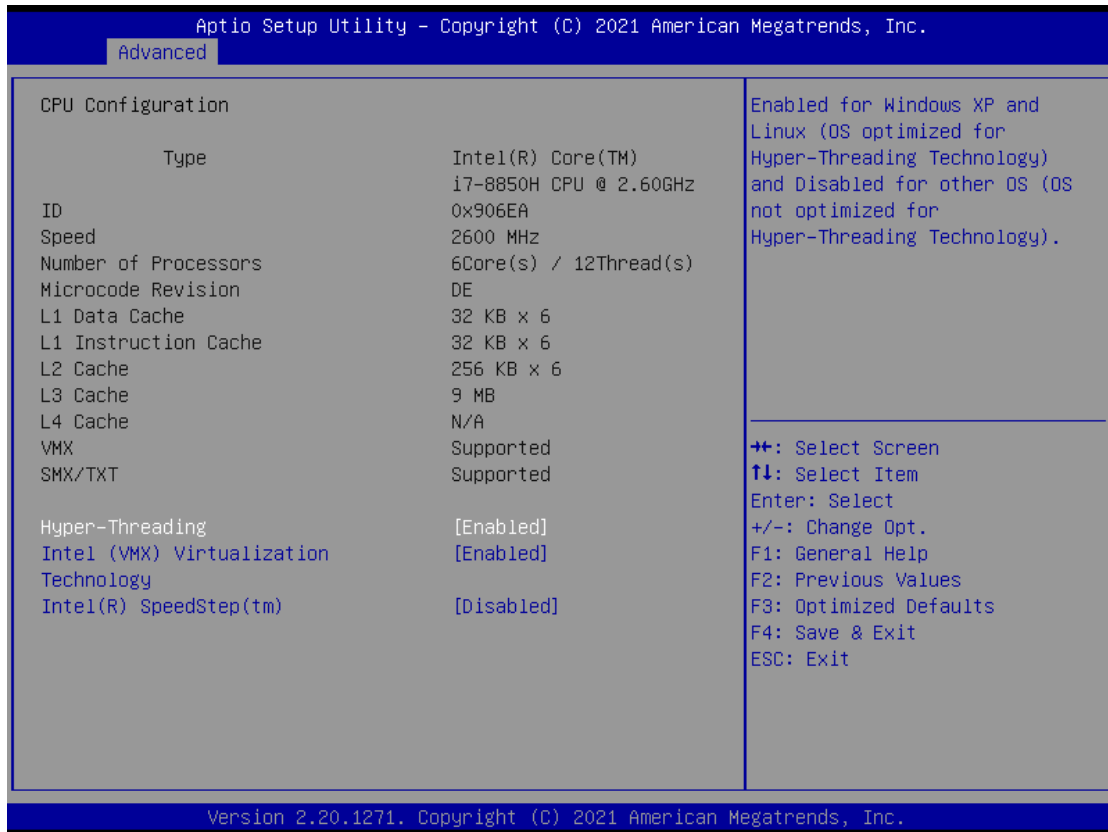 Aptio Setup Utility – Copyright (C) 2021 American Megatrends, Inc.
Advanced
CPU Configuration
Type Intel(R) Core(TM)
i7-8850H CPU @ 2.60GHz
ID 0x906EA
Speed 2600 MHz
Number of Processors 6Core(s) / 12Thread(s)
Microcode Revision DE
L1 Data Cache 32 KB x 6
L1 Instruction Cache 32 KB x 6
L2 Cache 256 KB x 6
L3 Cache 9 MB
L4 Cache N/A
VMX Supported
SMX/TXT Supported
Hyper-Threading [Enabled]
Intel (VMX) Virtualization [Enabled]
Technology
Intel(R) SpeedStep(tm) [Disabled]
Enabled for Windows XP and
Linux (OS optimized for
Hyper-Threading Technology)
and Disabled for other OS (OS
not optimized for
Hyper-Threading Technology).
→←: Select Screen
↑↓: Select Item
Enter: Select
+/-: Change Opt.
F1: General Help
F2: Previous Values
F3: Optimized Defaults
F4: Save & Exit
ESC: Exit
Version 2.20.1271. Copyright (C) 2021 American Megatrends, Inc.